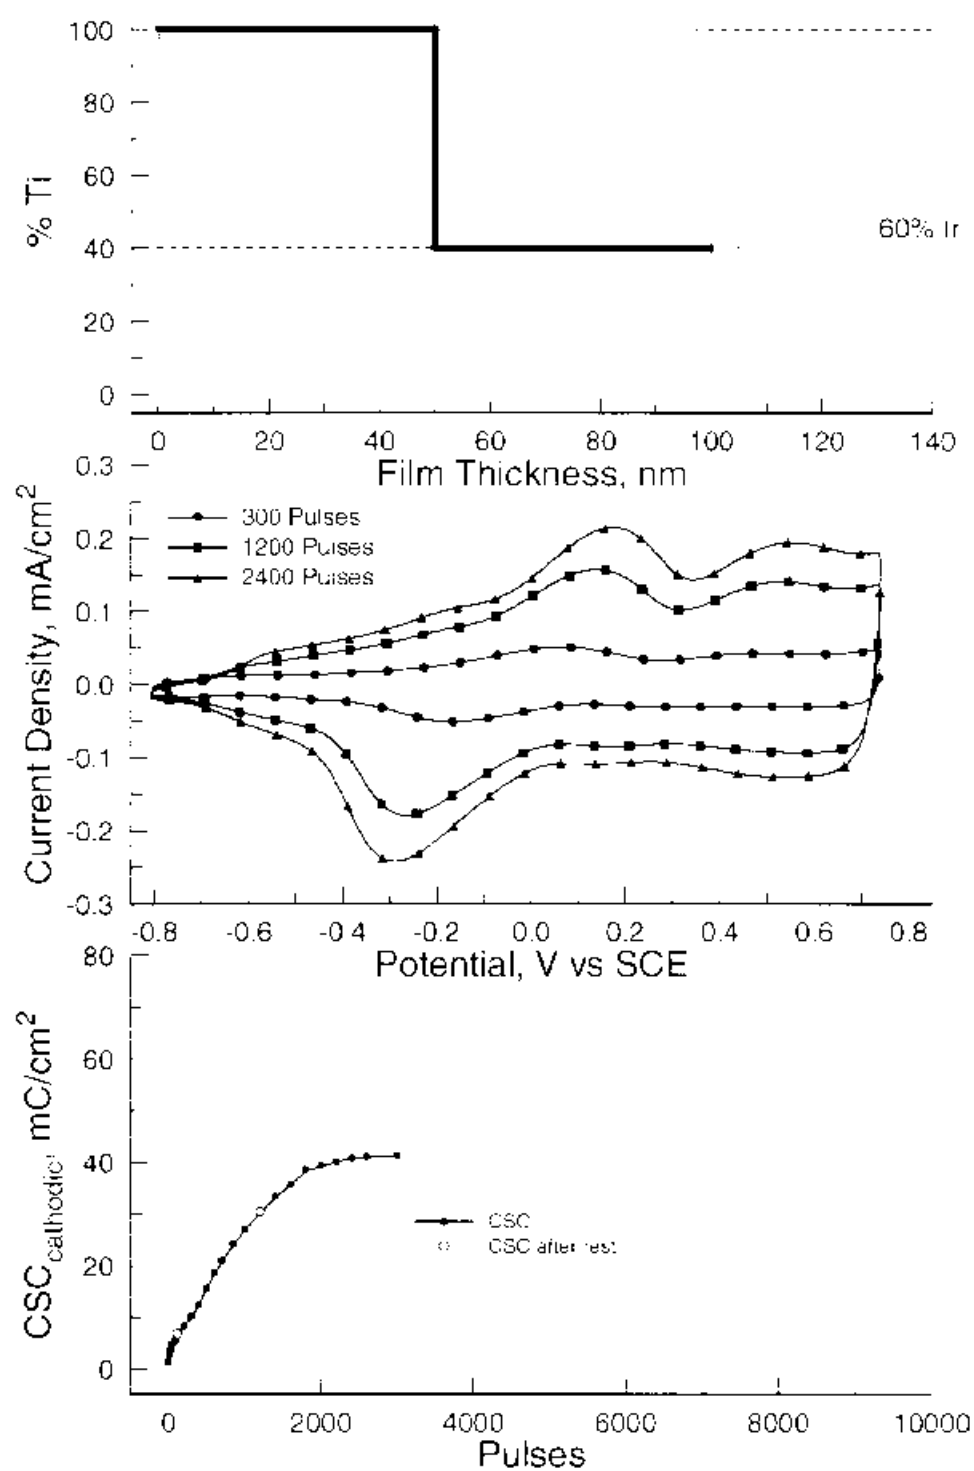 100
80
60
40
20
0
% Ti
60% Ir
0 20 40 60 80 100 120 140
Film Thickness, nm
0.3
0.2
0.1
0.0
-0.1
-0.2
-0.3
Current Density, mA/cm²
300 Pulses
1200 Pulses
2400 Pulses
-0.8 -0.6 -0.4 -0.2 0.0 0.2 0.4 0.6 0.8
Potential, V vs SCE
80
60
40
20
0
CSC cathodic, mC/cm²
CSC
CSC after rest
0 2000 4000 6000 8000 10000
Pulses